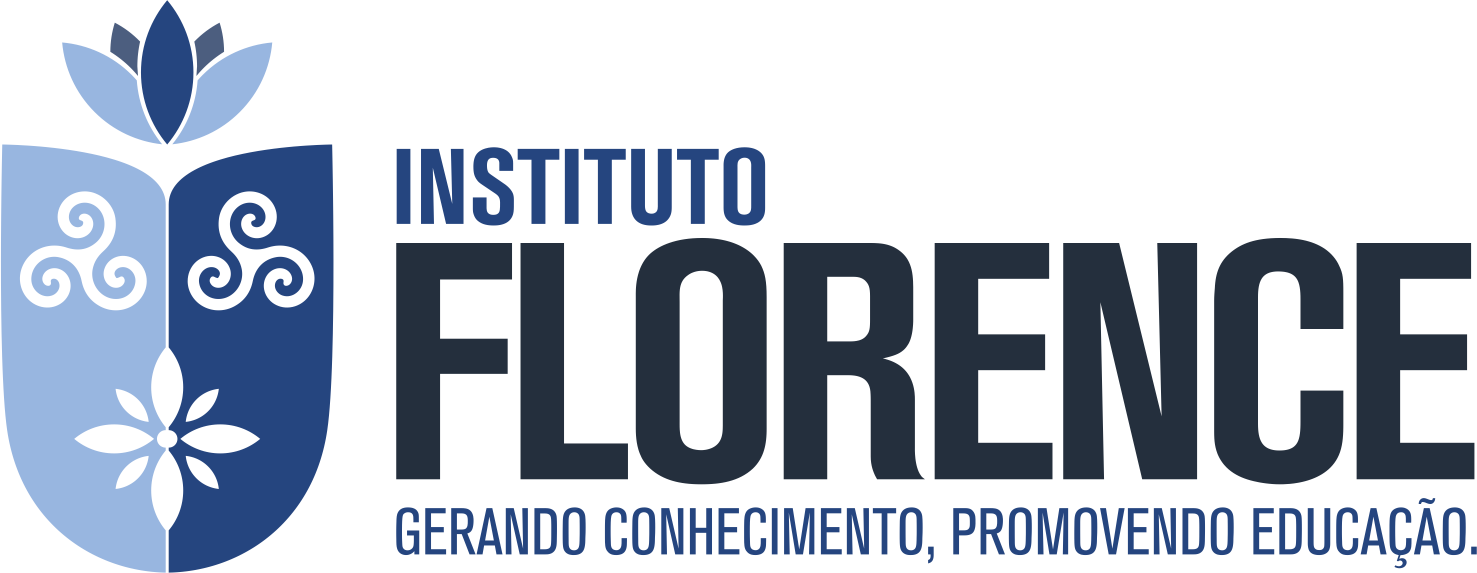 INSTITUTO
FLORENCE
GERANDO CONHECIMENTO, PROMOVENDO EDUCAÇÃO.